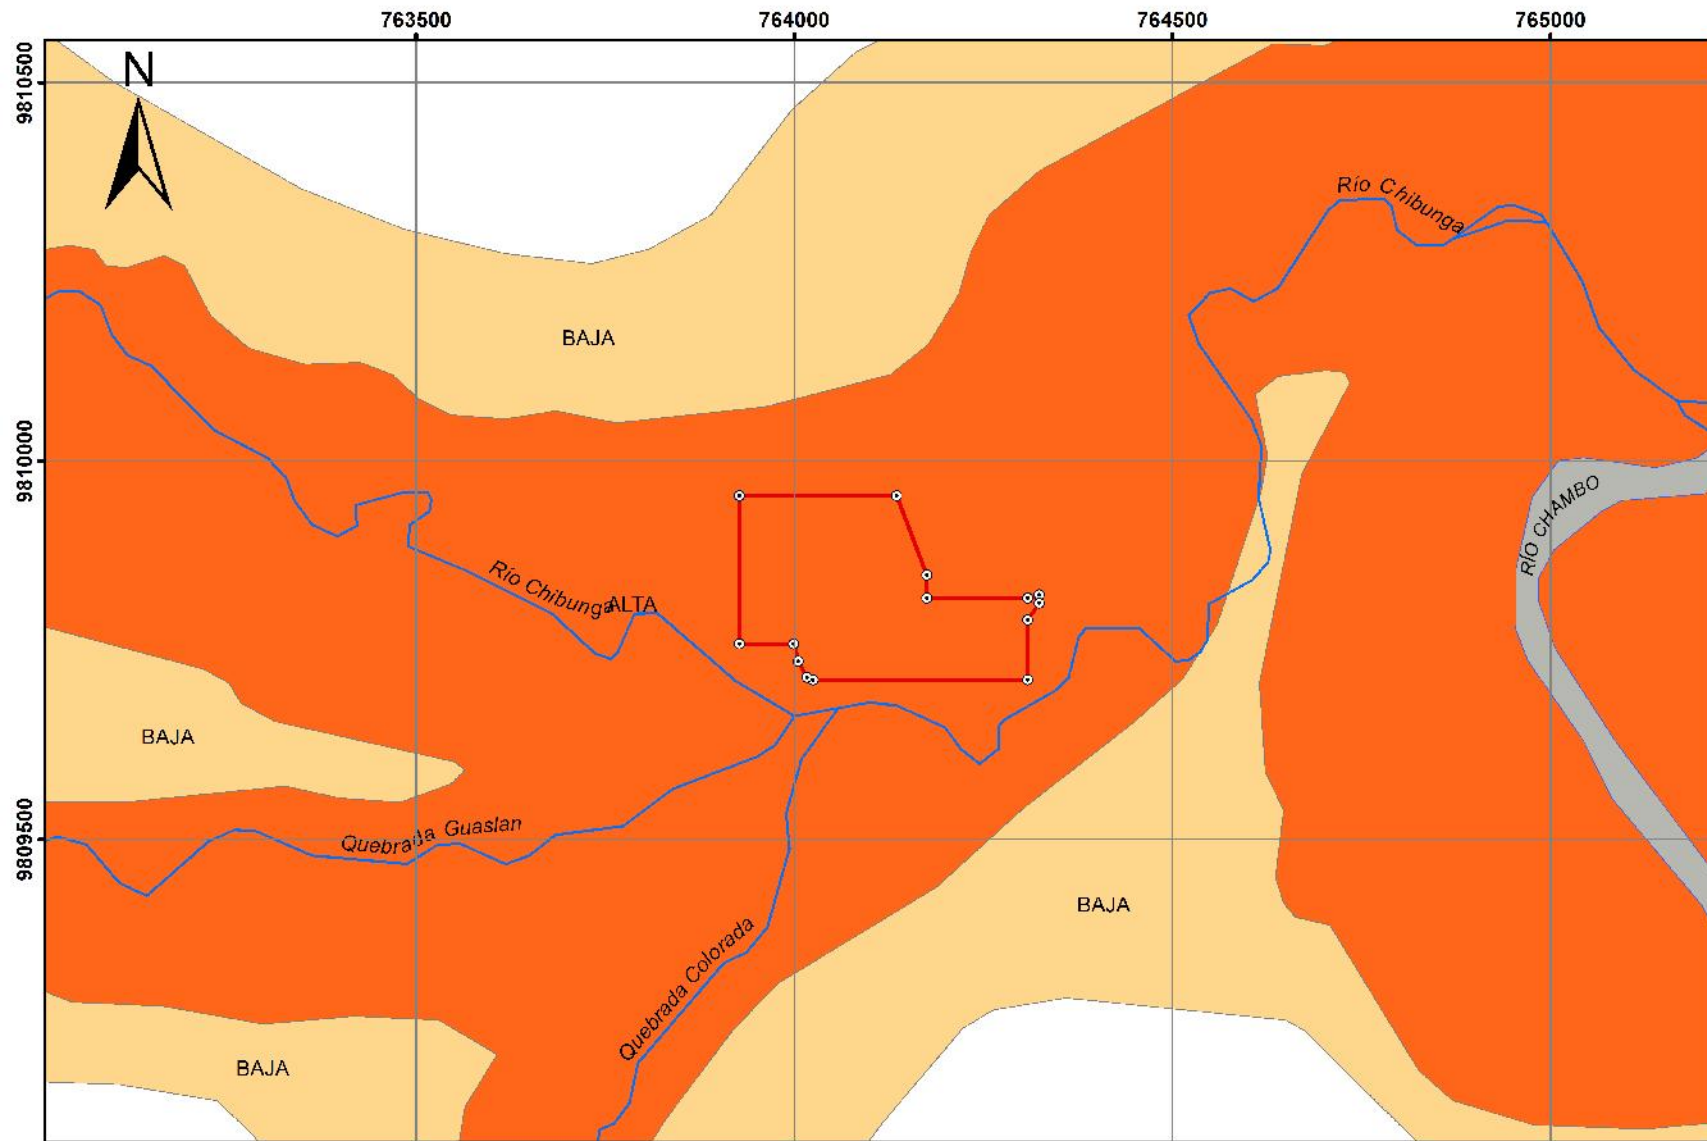 763500
764000
764500
765000
9810500
N
Río Chibunga
BAJA
9810000
RÍO CHAMBO
Río Chibunga
ALTA
BAJA
9809500
Quebrada Guaslan
BAJA
Quebrada Colorada
BAJA